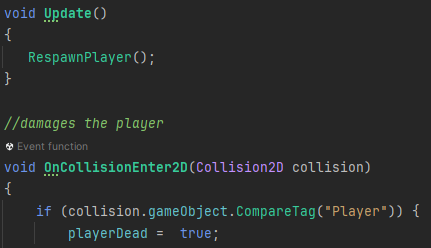 void Update()
{
RespawnPlayer();
}
//damages the player
Event function
void OnCollisionEnter2D(Collision2D collision)
{
if (collision.gameObject.CompareTag("Player")) {
playerDead = true;